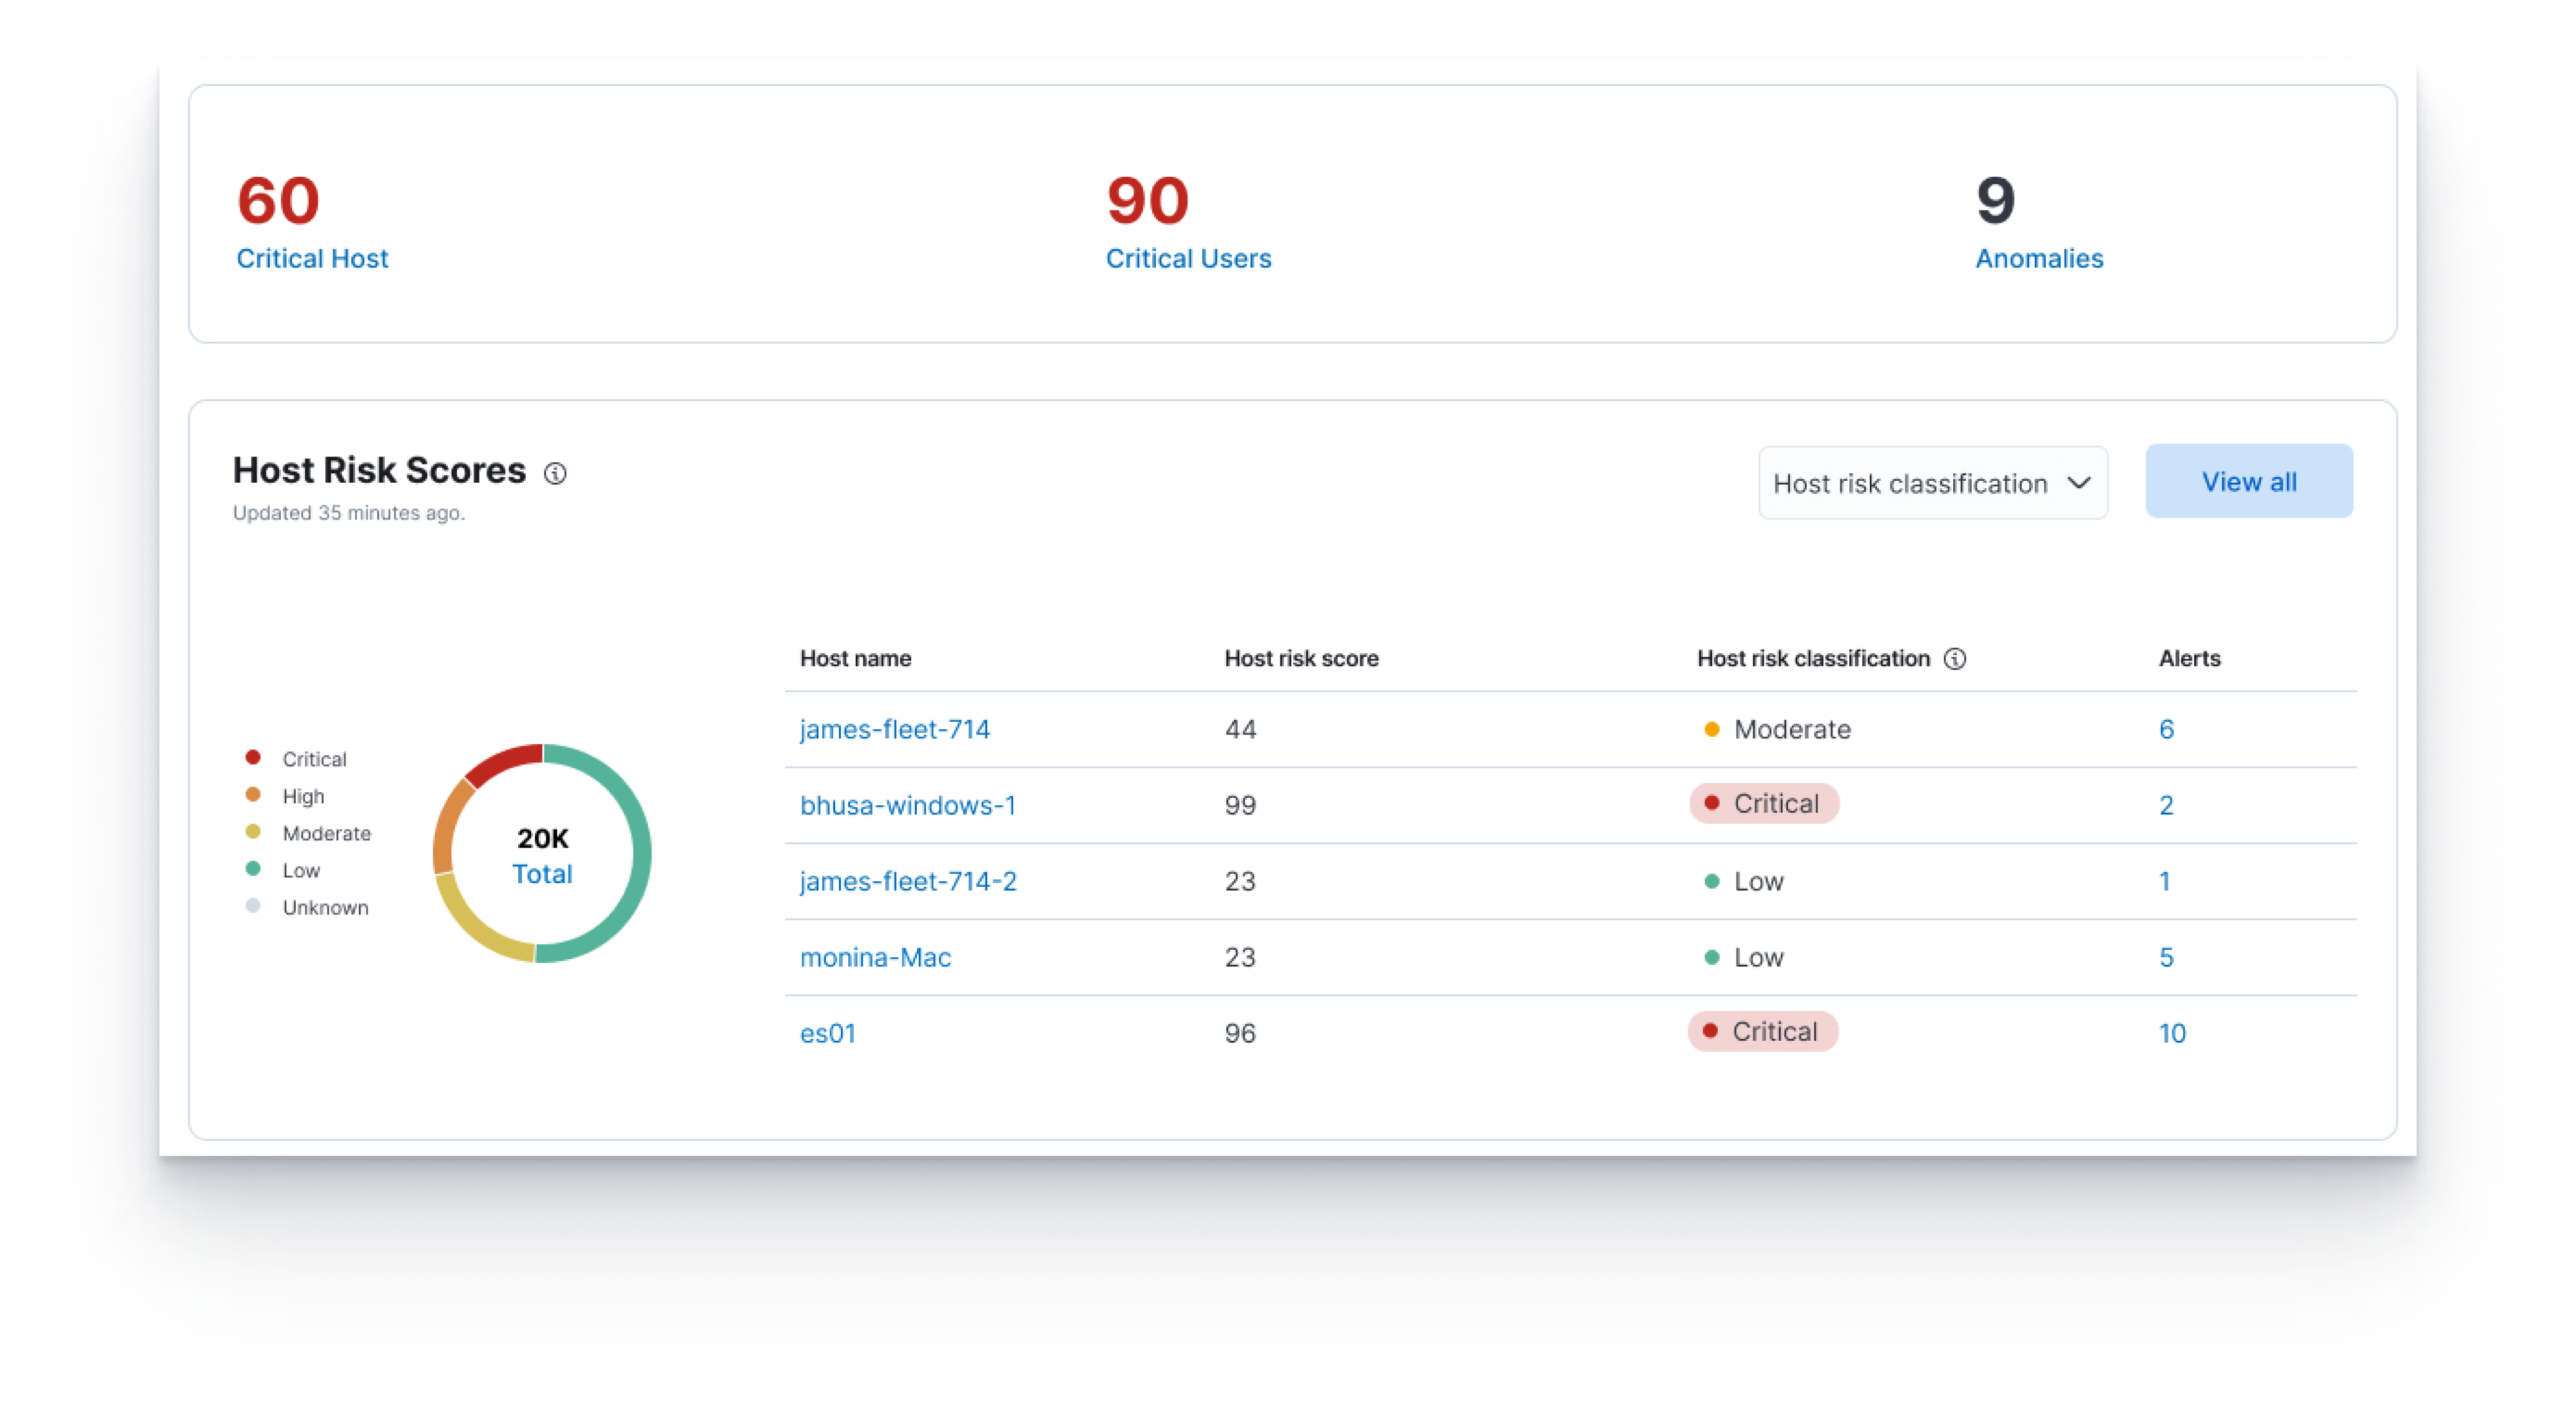 60
Critical Host
90
Critical Users
9
Anomalies
Host Risk Scores
Updated 35 minutes ago.
Host risk classification
View all
Critical
High
Moderate
Low
Unknown
20K
Total
Host name Host risk score Host risk classification Alerts
james-fleet-714 44 Moderate 6
bhusa-windows-1 99 Critical 2
james-fleet-714-2 23 Low 1
monina-Mac 23 Low 5
es01 96 Critical 10